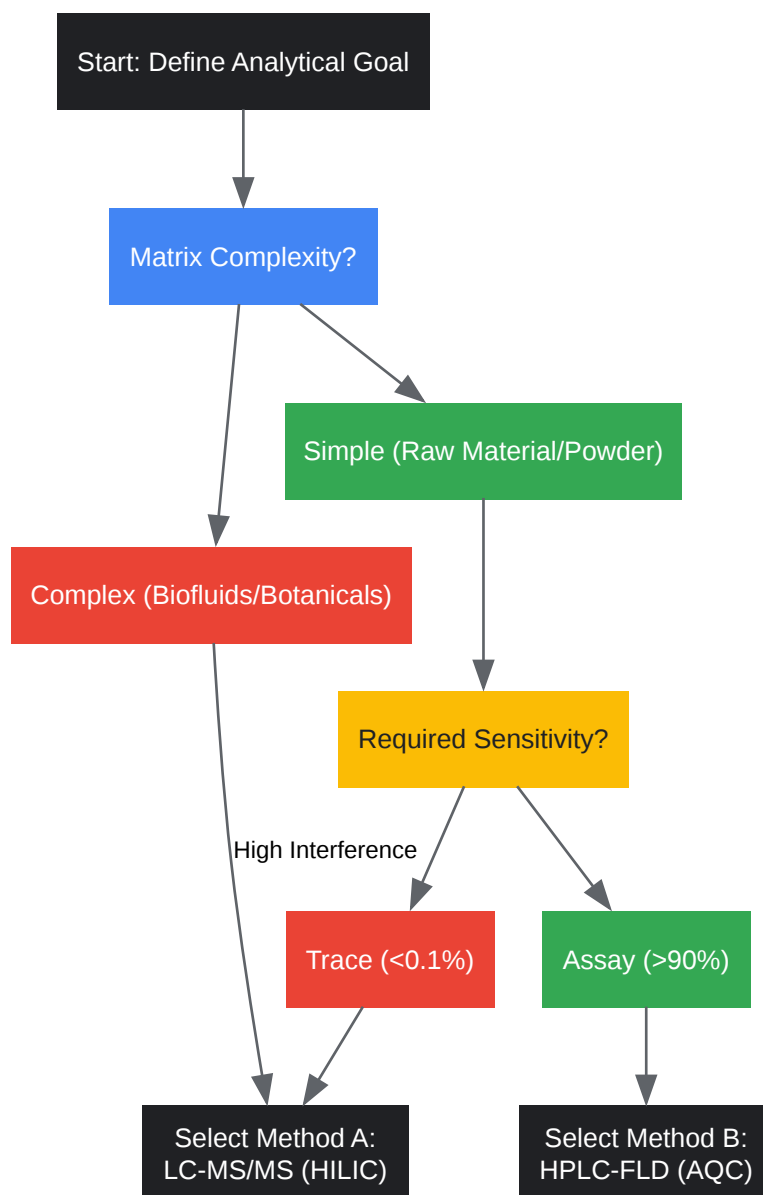 Start: Define Analytical Goal
Matrix Complexity?
Simple (Raw Material/Powder)
Complex (Biofluids/Botanicals)
Required Sensitivity?
High Interference
Trace (<0.1%)
Assay (>90%)
Select Method A:
LC-MS/MS (HILIC)
Select Method B:
HPLC-FLD (AQC)